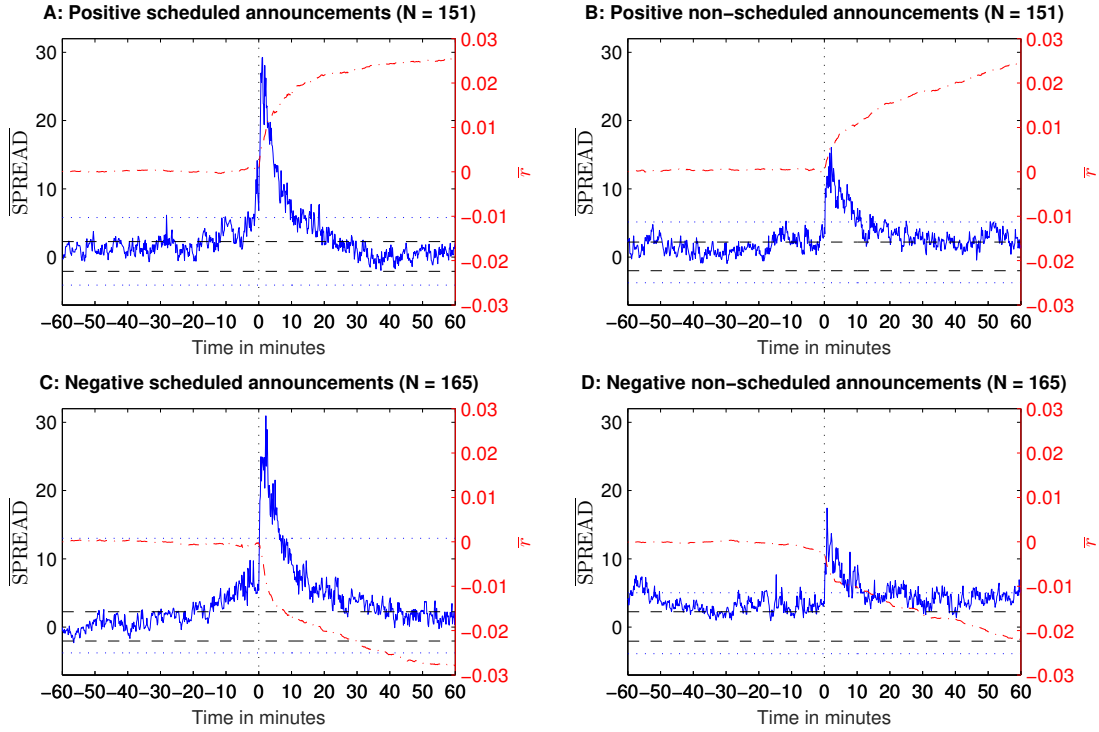 A: Positive scheduled announcements (N = 151)
30
20
10
0
SPREAD
0.03
0.02
0.01
0
−0.01
−0.02
−0.03
r
−60−50−40−30−20−10 0 10 20 30 40 50 60
Time in minutes
B: Positive non−scheduled announcements (N = 151)
30
20
10
0
SPREAD
0.03
0.02
0.01
0
−0.01
−0.02
−0.03
r
−60−50−40−30−20−10 0 10 20 30 40 50 60
Time in minutes
C: Negative scheduled announcements (N = 165)
30
20
10
0
SPREAD
0.03
0.02
0.01
0
−0.01
−0.02
−0.03
r
−60−50−40−30−20−10 0 10 20 30 40 50 60
Time in minutes
D: Negative non−scheduled announcements (N = 165)
30
20
10
0
SPREAD
0.03
0.02
0.01
0
−0.01
−0.02
−0.03
r
−60−50−40−30−20−10 0 10 20 30 40 50 60
Time in minutes